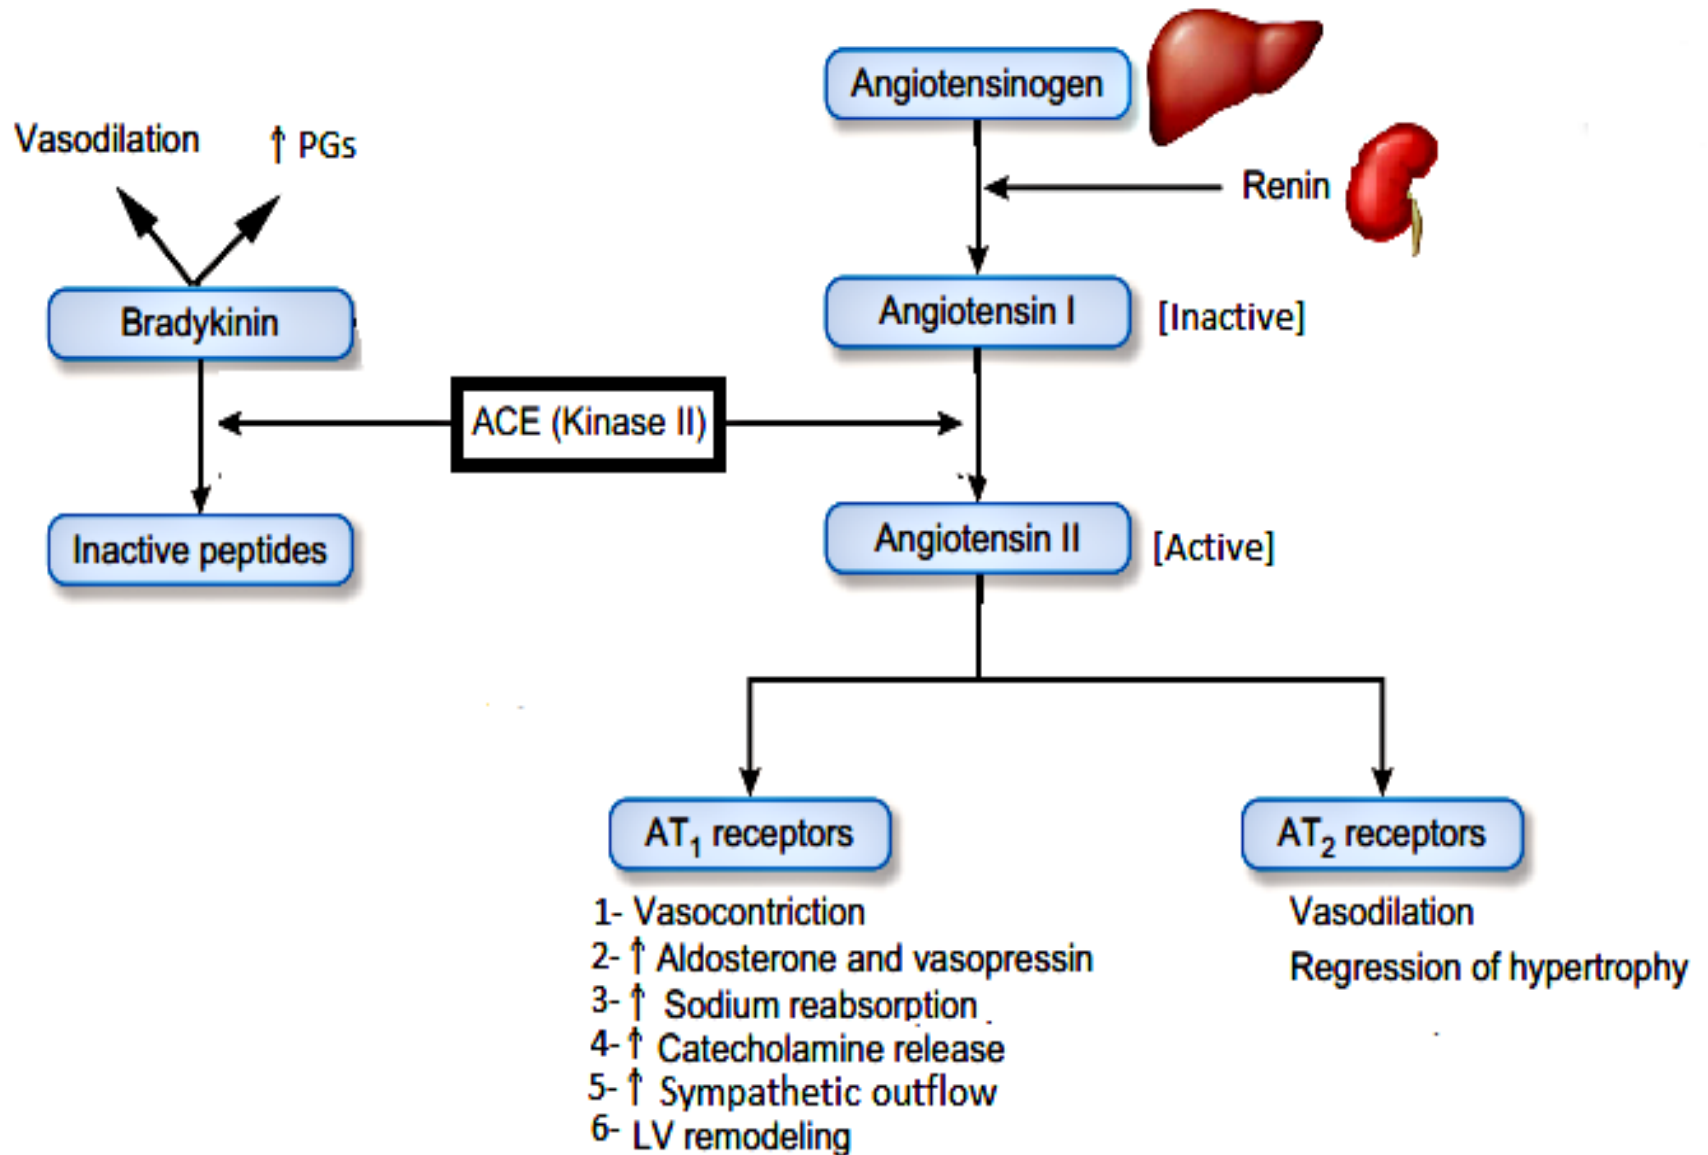 Angiotensinogen
Vasodilation
↑ PGs
Renin
Bradykinin
Angiotensin I
[Inactive]
ACE (Kinase II)
Inactive peptides
Angiotensin II
[Active]
AT₁ receptors
AT₂ receptors
1- Vasocontriction
2- ↑ Aldosterone and vasopressin
3- ↑ Sodium reabsorption
4- ↑ Catecholamine release
5- ↑ Sympathetic outflow
6- LV remodeling
Vasodilation
Regression of hypertrophy